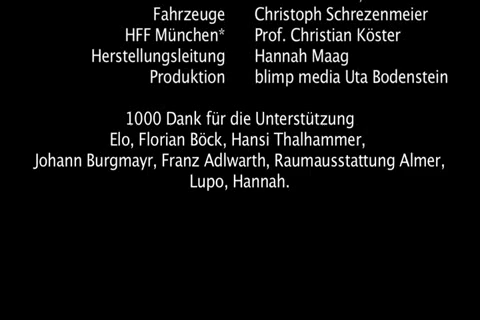 Fahrzeuge Christoph Schrezenmeier
HFF München* Prof. Christian Köster
Herstellungsleitung Hannah Maag
Produktion blimp media Uta Bodenstein
1000 Dank für die Unterstützung
Elo, Florian Böck, Hansi Thalhammer,
Johann Burgmayr, Franz Adlwarth, Raumausstattung Almer,
Lupo, Hannah.